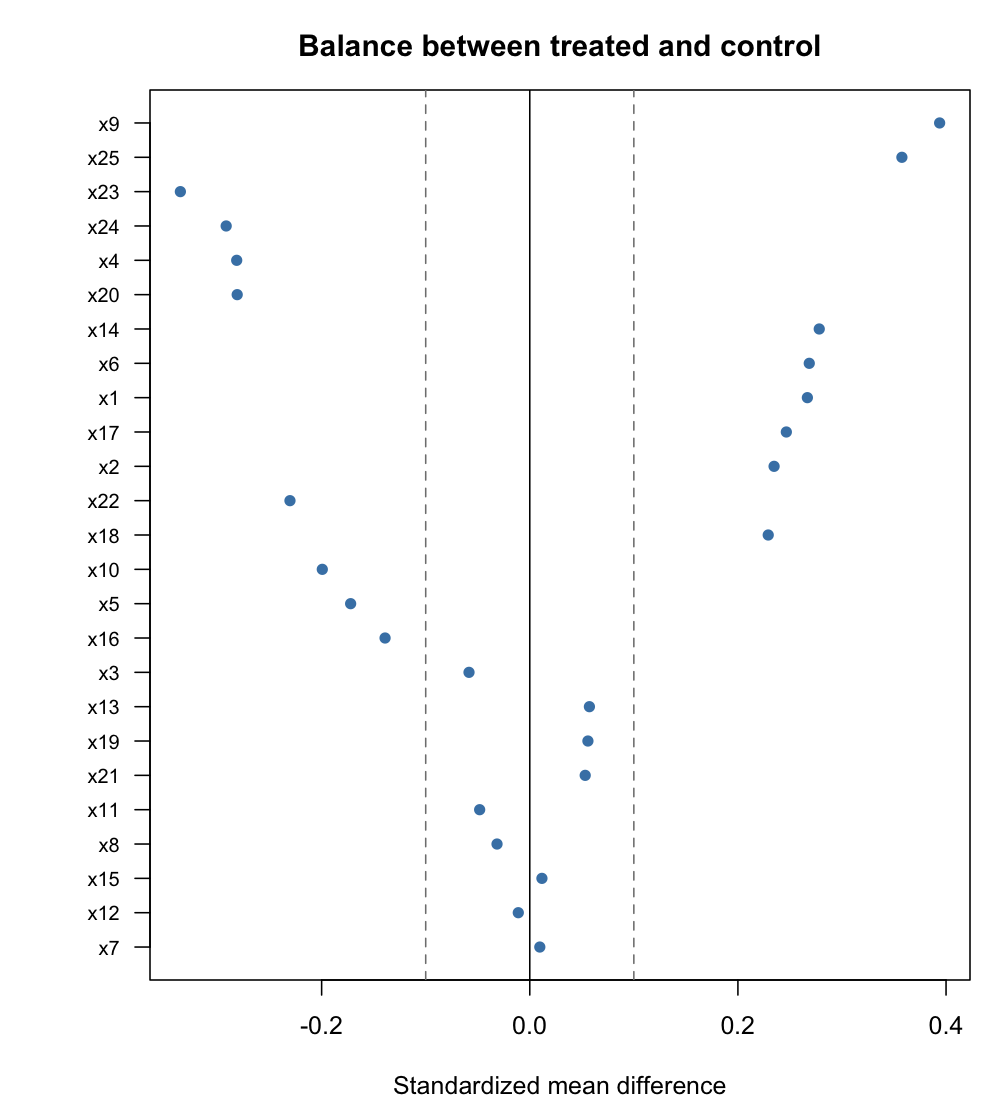 Balance between treated and control
x9
x25
x23
x24
x4
x20
x14
x6
x1
x17
x2
x22
x18
x10
x5
x16
x3
x13
x19
x21
x11
x8
x15
x12
x7
-0.2 0.0 0.2 0.4
Standardized mean difference